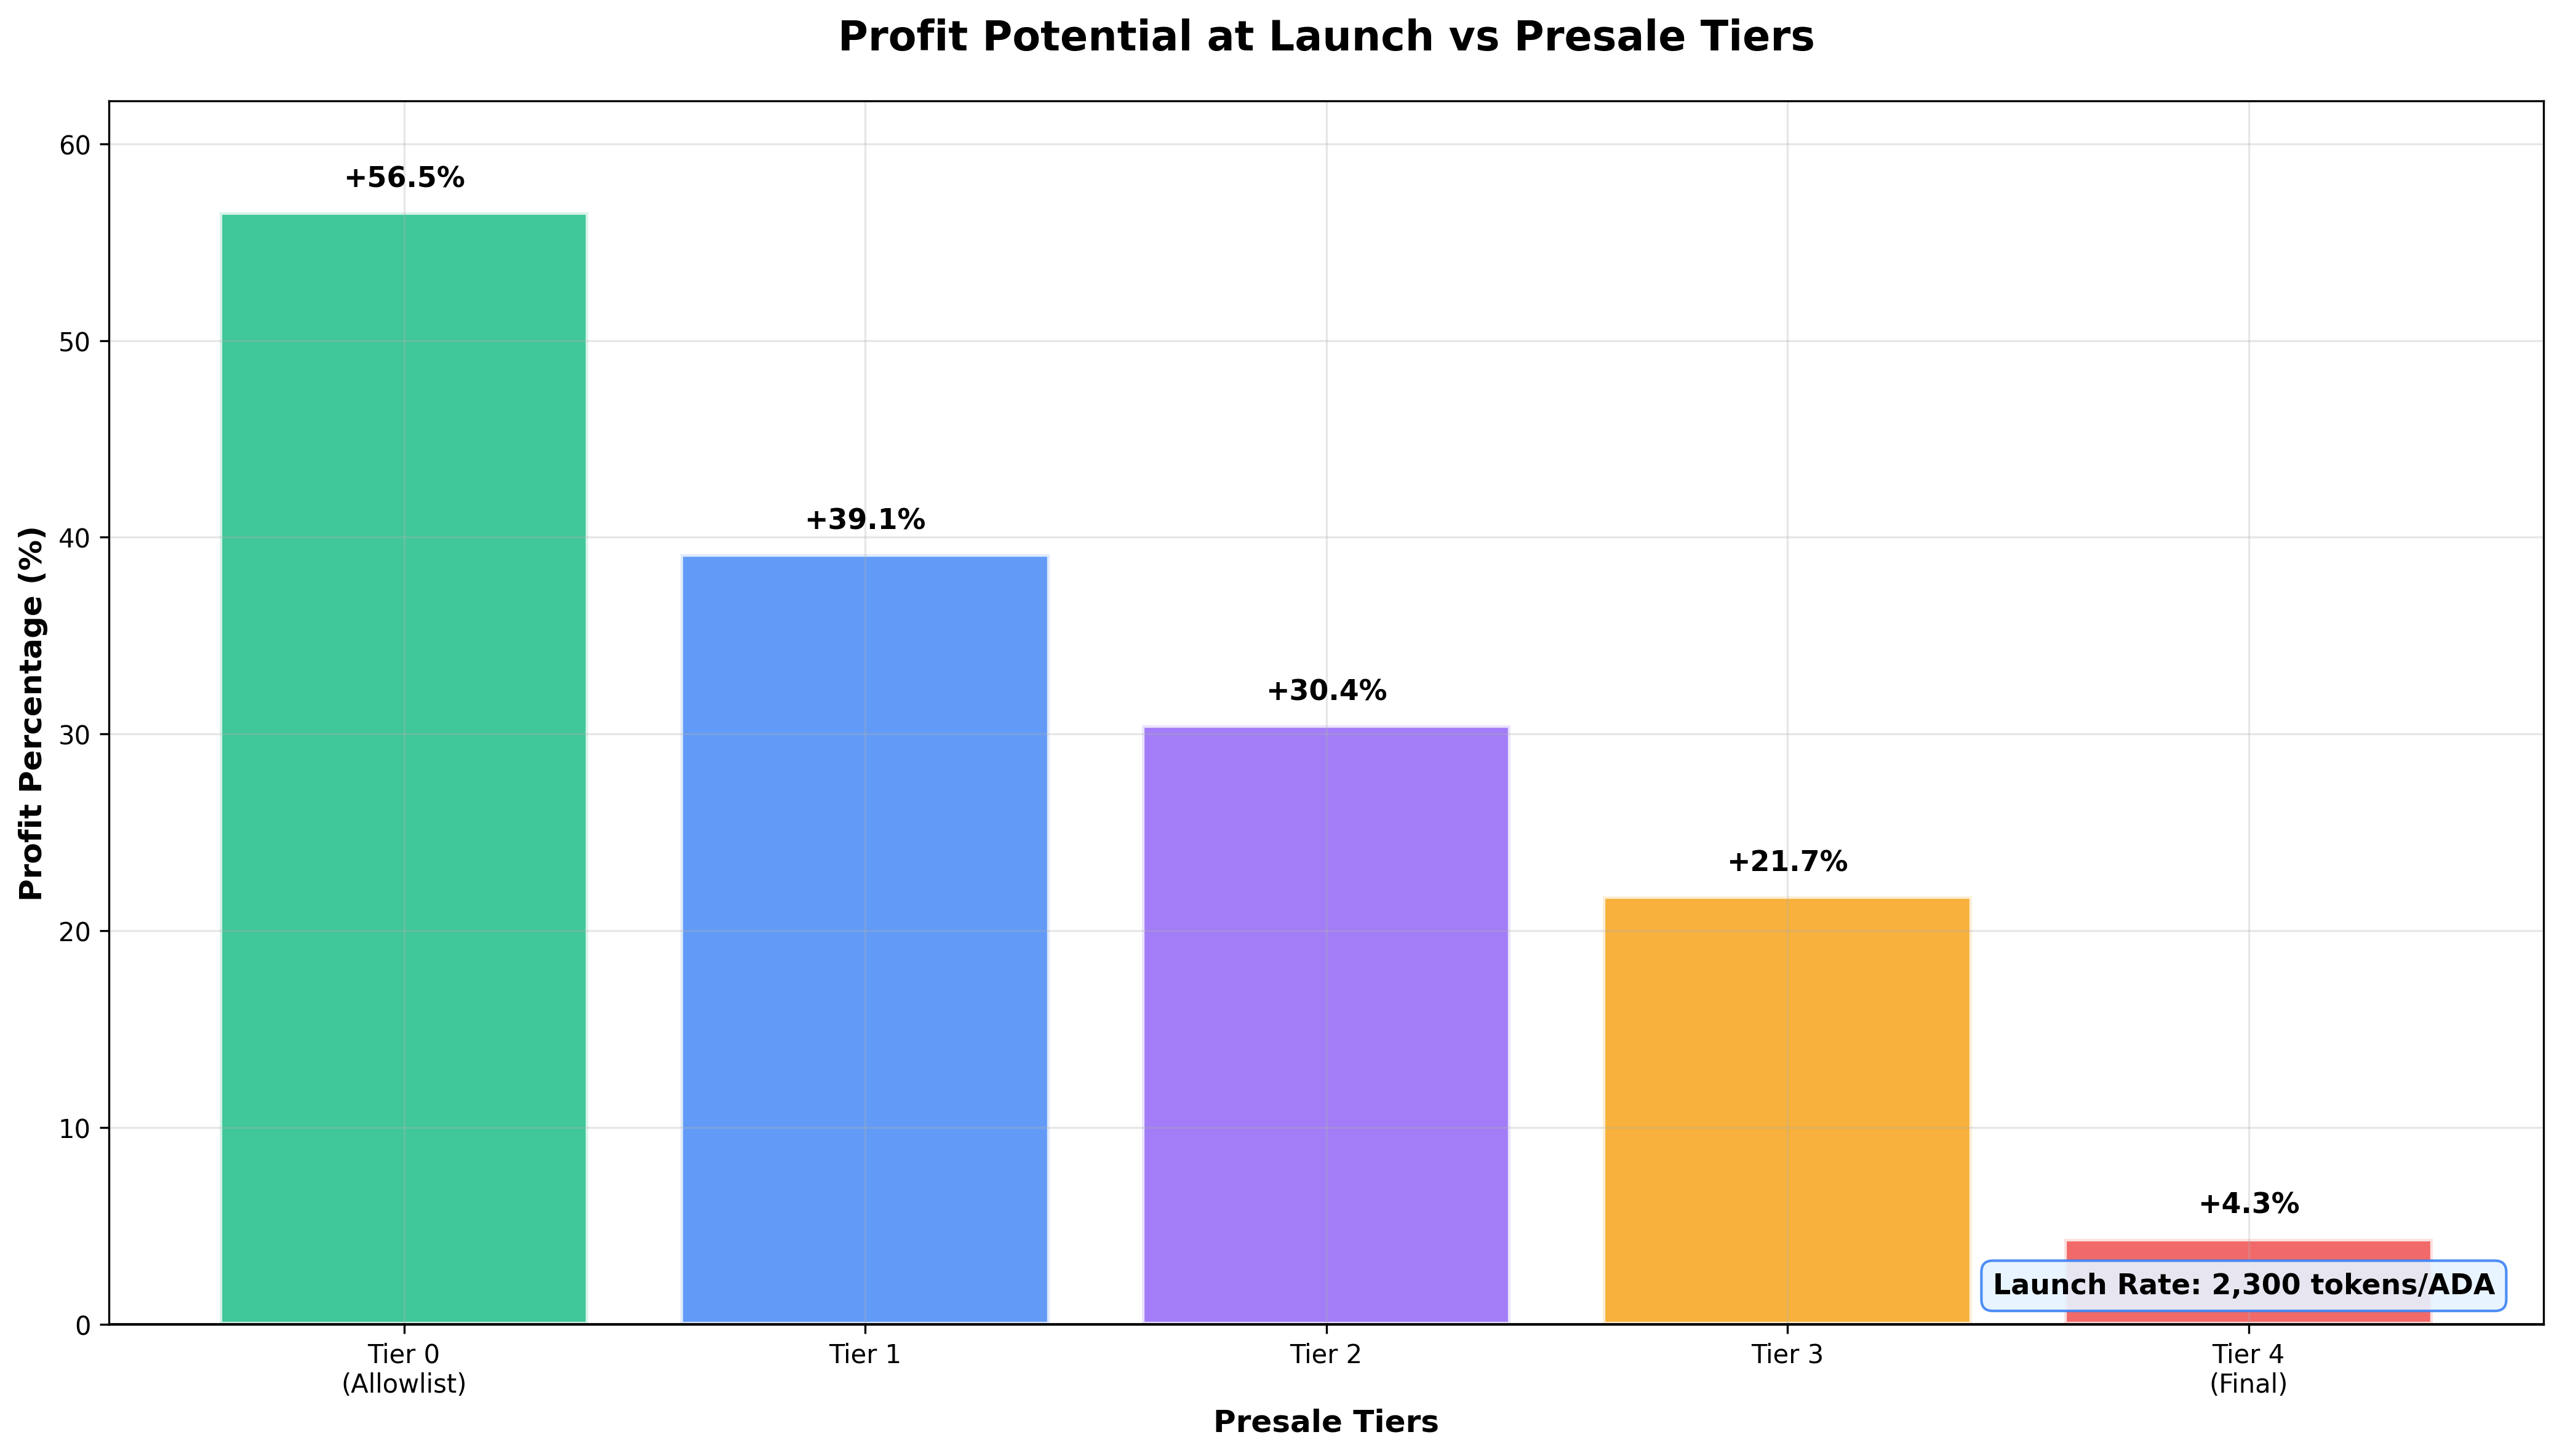 Profit Potential at Launch vs Presale Tiers
Profit Percentage (%)
60
50
40
30
20
10
0
+56.5%
+39.1%
+30.4%
+21.7%
+4.3%
Launch Rate: 2,300 tokens/ADA
Tier 0
(Allowlist)
Tier 1
Tier 2
Tier 3
Tier 4
(Final)
Presale Tiers